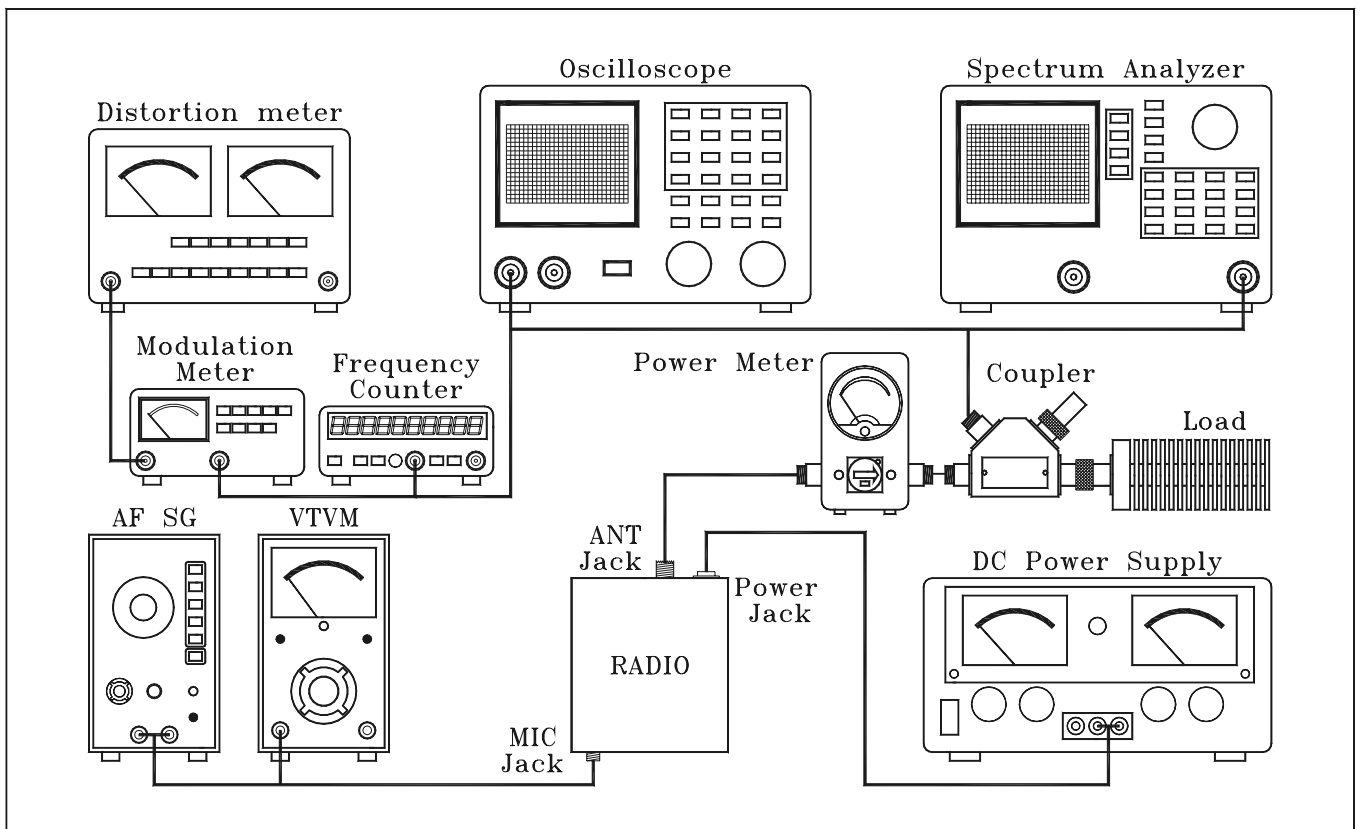 Oscilloscope
Spectrum Analyzer
Distortion meter
Modulation
Meter
Frequency
Counter
Power Meter
Coupler
Load
AF SG
VTVM
ANT
Jack
Power
Jack
DC Power Supply
RADIO
MIC
Jack